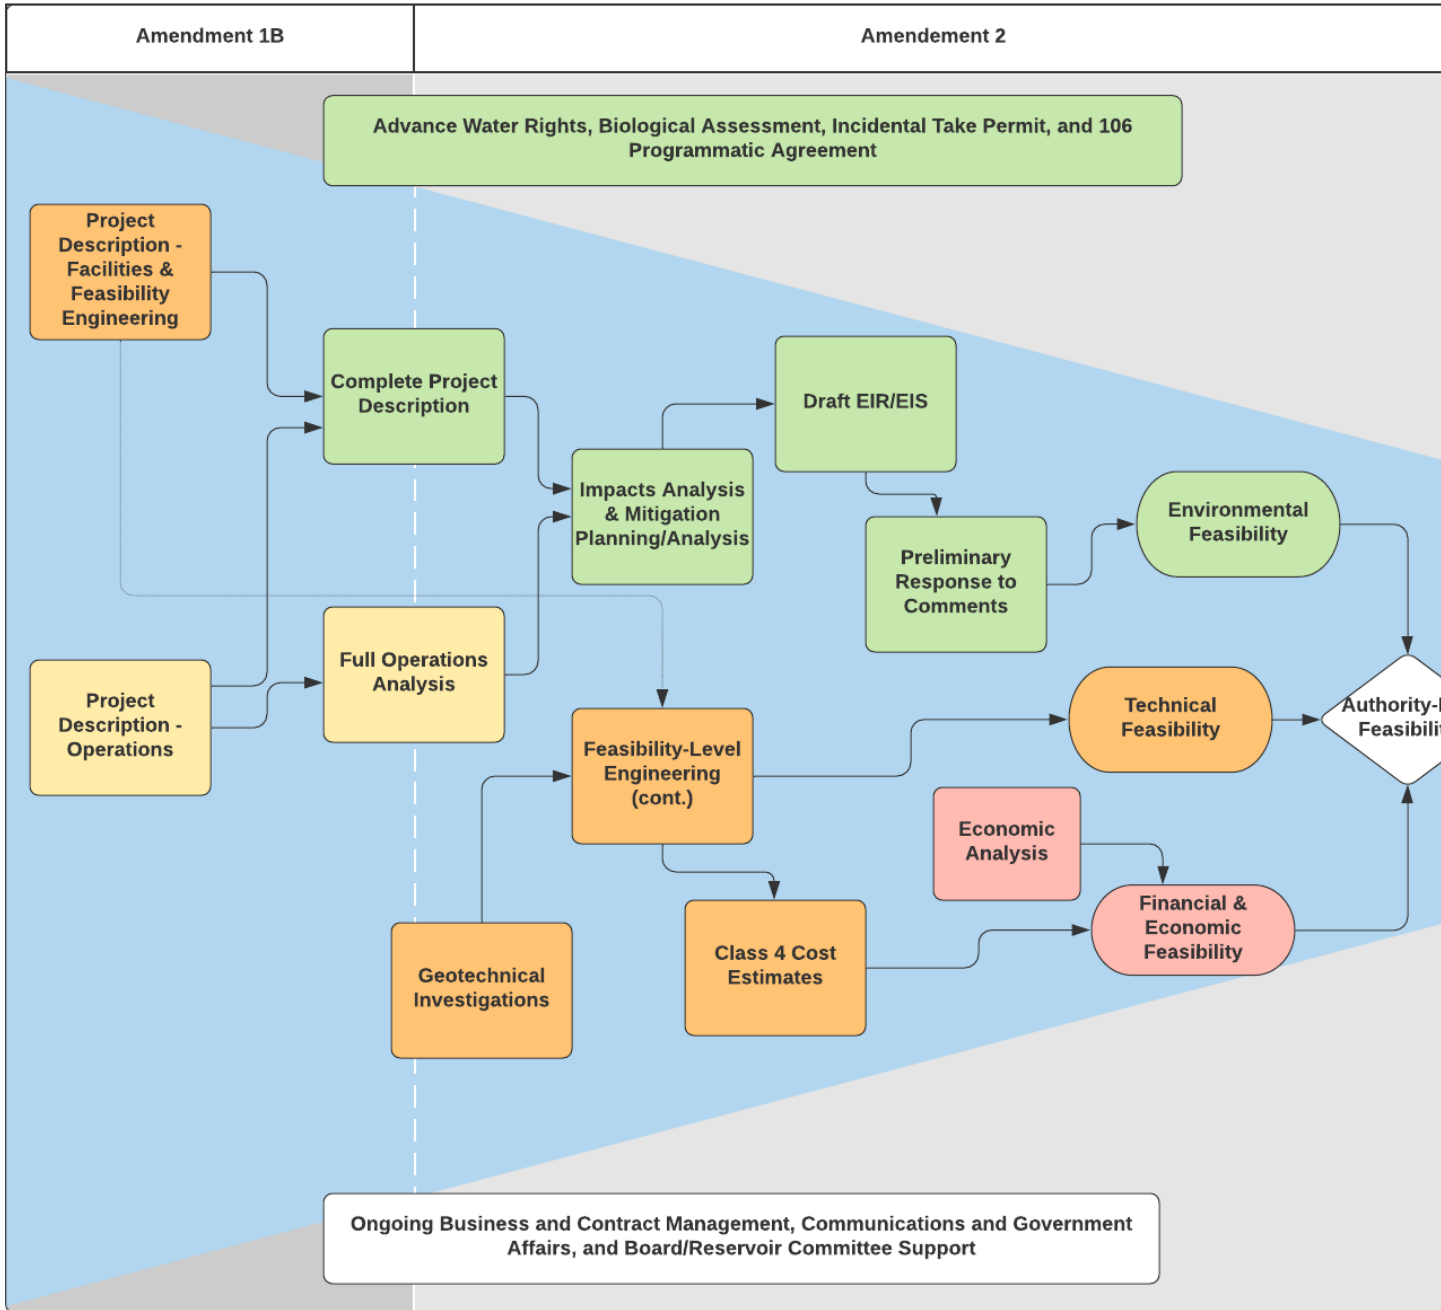 Amendment 1B
Amendement 2
Advance Water Rights, Biological Assessment, Incidental Take Permit, and 106
Programmatic Agreement
Project
Description -
Facilities &
Feasibility
Engineering
Complete Project
Description
Draft EIR/EIS
Impacts Analysis
& Mitigation
Planning/Analysis
Environmental
Feasibility
Preliminary
Response to
Comments
Full Operations
Analysis
Project
Description -
Operations
Technical
Feasibility
Feasibility-Level
Engineering
(cont.)
Economic
Analysis
Financial &
Economic
Feasibility
Class 4 Cost
Estimates
Geotechnical
Investigations
Ongoing Business and Contract Management, Communications and Government
Affairs, and Board/Reservoir Committee Support